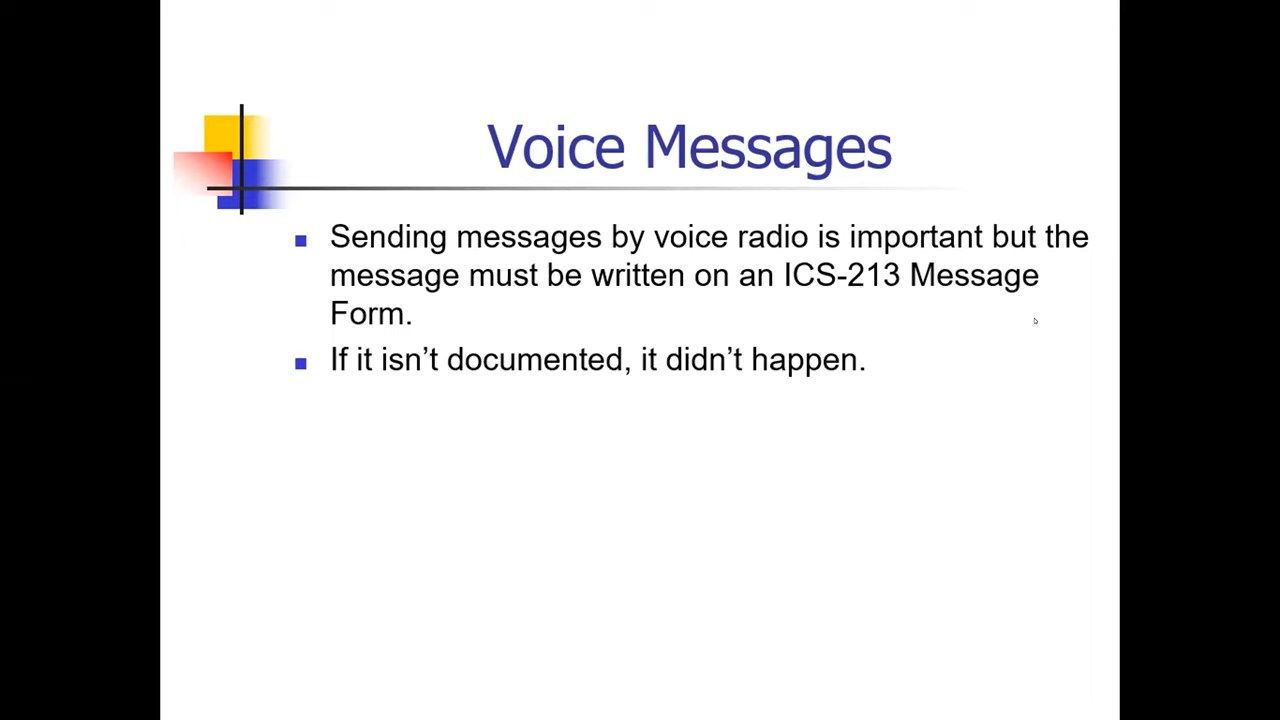 Voice Messages
Sending messages by voice radio is important but the
message must be written on an ICS-213 Message
Form.
If it isn’t documented, it didn’t happen.